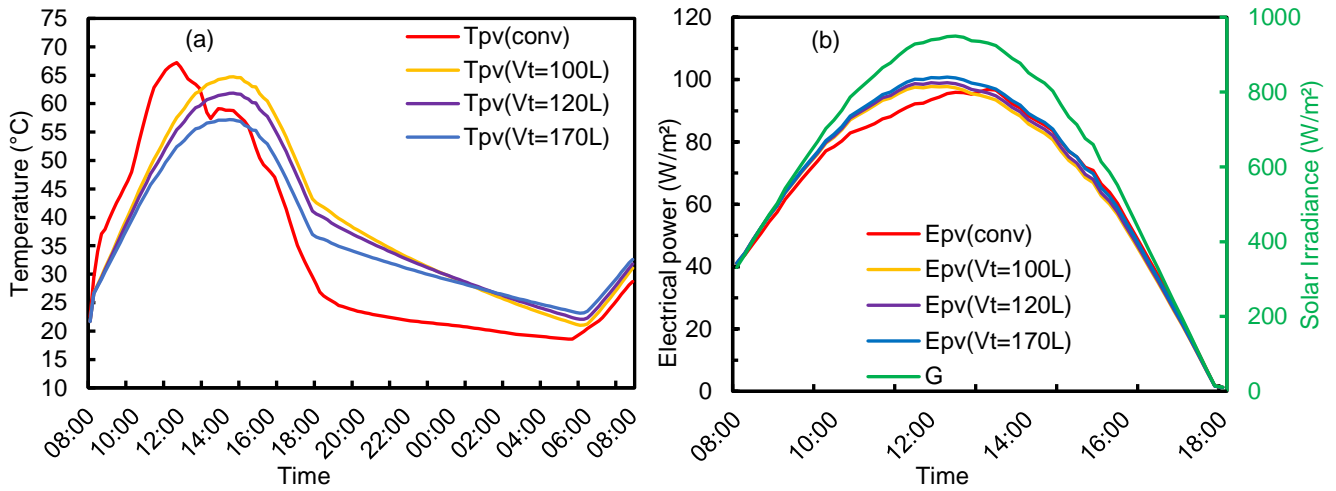 (a)
Tpv(conv)
Tpv(Vt=100L)
Tpv(Vt=120L)
Tpv(Vt=170L)
Temperature (°C)
75
70
65
60
55
50
45
40
35
30
25
20
15
10
08:00
10:00
12:00
14:00
16:00
18:00
20:00
22:00
00:00
02:00
04:00
06:00
08:00
Time
(b)
Epv(conv)
Epv(Vt=100L)
Epv(Vt=120L)
Epv(Vt=170L)
G
Electrical power (W/m²)
120
100
80
60
40
20
0
Solar Irradiance (W/m²)
1000
800
600
400
200
0
08:00
10:00
12:00
14:00
16:00
18:00
Time